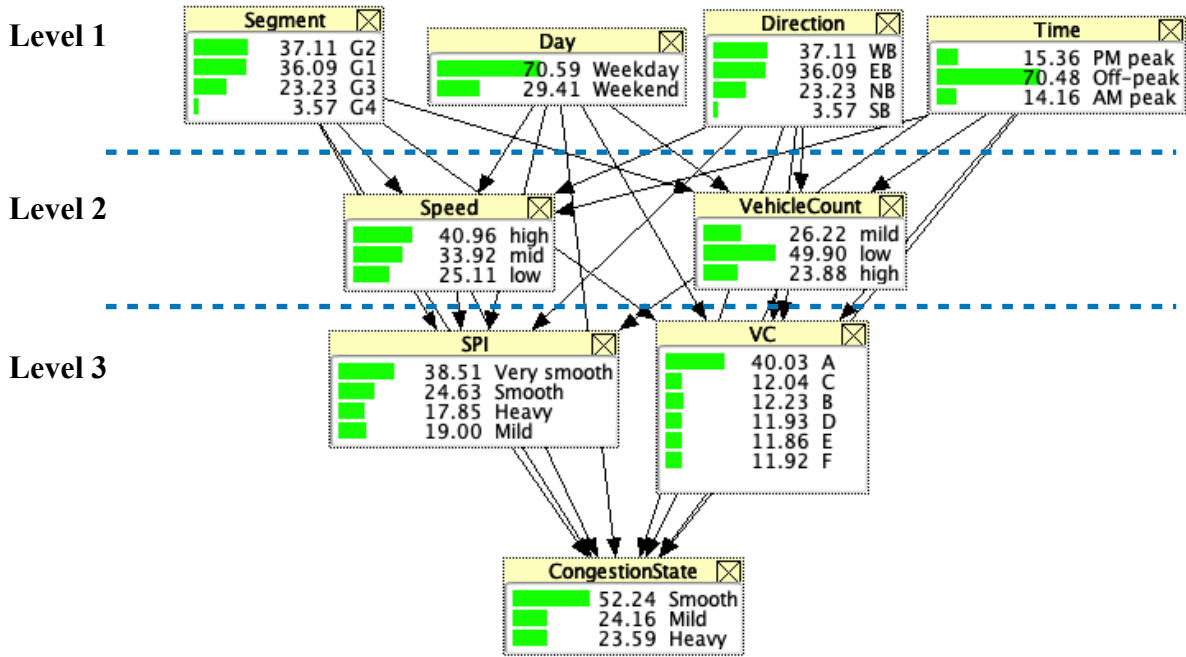 Level 1
Segment
37.11 G2
36.09 G1
23.23 G3
3.57 G4
Day
70.59 Weekday
29.41 Weekend
Direction
37.11 WB
36.09 EB
23.23 NB
3.57 SB
Time
15.36 PM peak
70.48 Off-peak
14.16 AM peak
Level 2
Speed
40.96 high
33.92 mid
25.11 low
VehicleCount
26.22 mild
49.90 low
23.88 high
Level 3
SPI
38.51 Very smooth
24.63 Smooth
17.85 Heavy
19.00 Mild
VC
40.03 A
12.04 C
12.23 B
11.93 D
11.86 E
11.92 F
CongestionState
52.24 Smooth
24.16 Mild
23.59 Heavy